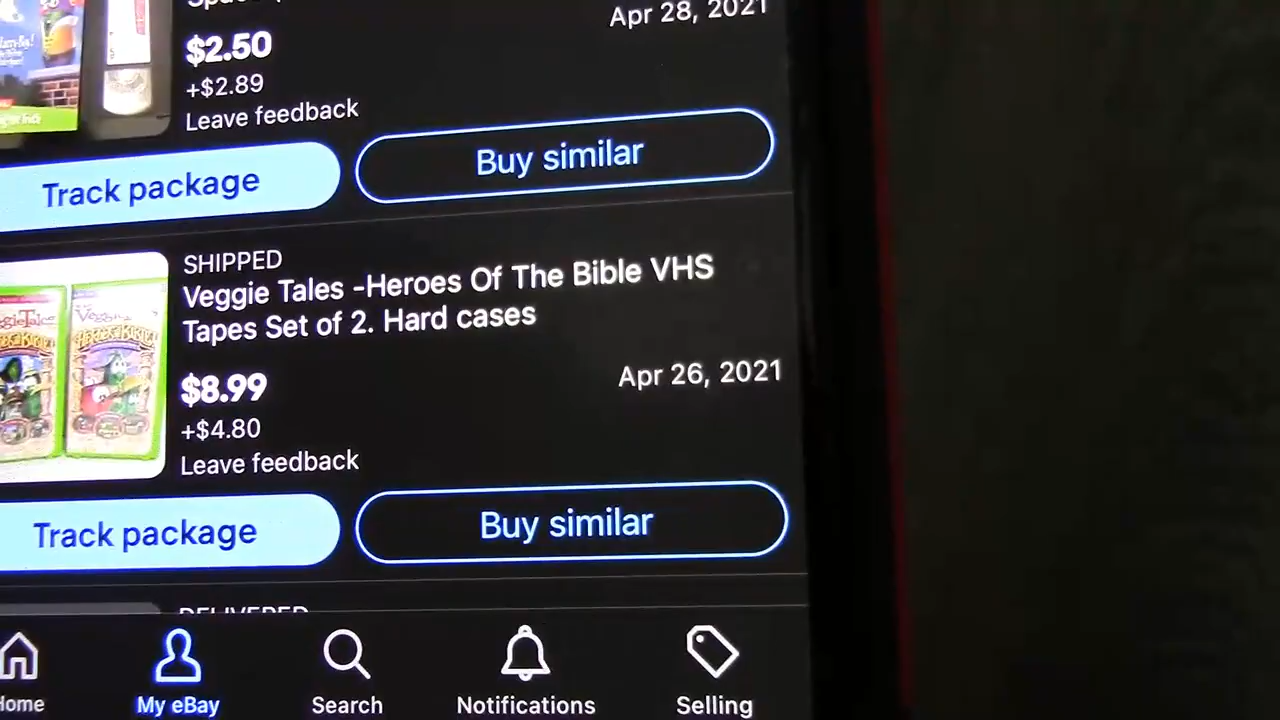 Apr 28, 2021
$2.50
+$2.89
Leave feedback
Track package
Buy similar
SHIPPED
Veggie Tales -Heroes Of The Bible VHS
Tapes Set of 2. Hard cases
$8.99
Apr 26, 2021
+$4.80
Leave feedback
Track package
Buy similar
DELIVERED
Home
My eBay
Search
Notifications
Selling